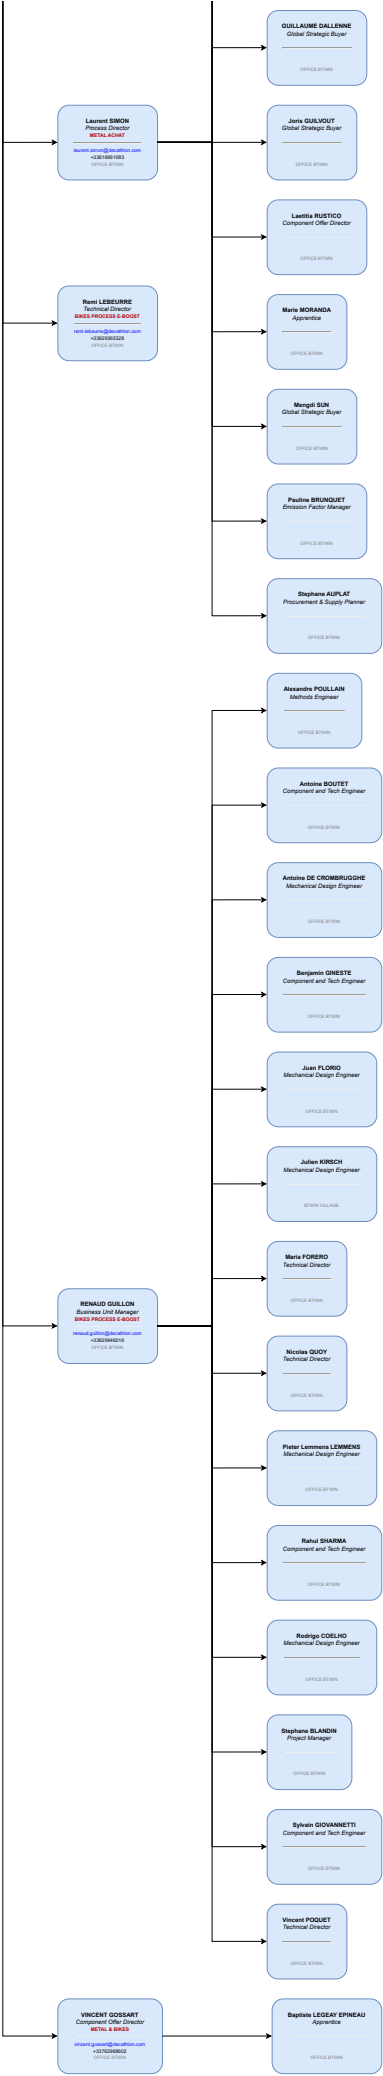 GUILLAUME DALLENNE
Global Strategic Buyer
OFFICE BTWIN
Laurent SIMON
Process Director
METAL ACHAT
laurent.simon@decathlon.com
+33616861883
OFFICE BTWIN
Joris GUILVOUT
Global Strategic Buyer
OFFICE BTWIN
Laetitia RUSTICO
Component Offer Director
OFFICE BTWIN
Remi LEBEURRE
Technical Director
BIKES PROCESS E-BOOST
remi.lebeurre@decathlon.com
+33629365328
OFFICE BTWIN
Marie MORANDA
Apprentice
OFFICE BTWIN
Mengdi SUN
Global Strategic Buyer
OFFICE BTWIN
Pauline BRUNQUET
Emission Factor Manager
OFFICE BTWIN
Stephane AUPLAT
Procurement & Supply Planner
OFFICE BTWIN
Alexandre POULLAIN
Methods Engineer
OFFICE BTWIN
Antoine BOUTET
Component and Tech Engineer
OFFICE BTWIN
Antoine DE CROMBRUGGHE
Mechanical Design Engineer
OFFICE BTWIN
Benjamin GINESTE
Component and Tech Engineer
OFFICE BTWIN
Juan FLORIO
Mechanical Design Engineer
OFFICE BTWIN
Julien KIRSCH
Mechanical Design Engineer
BTWIN VILLAGE
Maria FORERO
Technical Director
OFFICE BTWIN
RENAUD GUILLON
Business Unit Manager
BIKES PROCESS E-BOOST
renaud.guillon@decathlon.com
OFFICE BTWIN
Nicolas QUOY
Technical Director
OFFICE BTWIN
Pieter Lemmens LEMMENS
Mechanical Design Engineer
OFFICE BTWIN
Rahul SHARMA
Component and Tech Engineer
OFFICE BTWIN
Rodrigo COELHO
Mechanical Design Engineer
OFFICE BTWIN
Stephane BLANDIN
Project Manager
OFFICE BTWIN
Sylvain GIOVANNETTI
Component and Tech Engineer
OFFICE BTWIN
Vincent POQUET
Technical Director
OFFICE BTWIN
VINCENT GOSSART
Component Offer Director
METAL & BIKES
vincent.gossart@decathlon.com
+33762968602
OFFICE BTWIN
Baptiste LEGEAY EPINEAU
Apprentice
OFFICE BTWIN